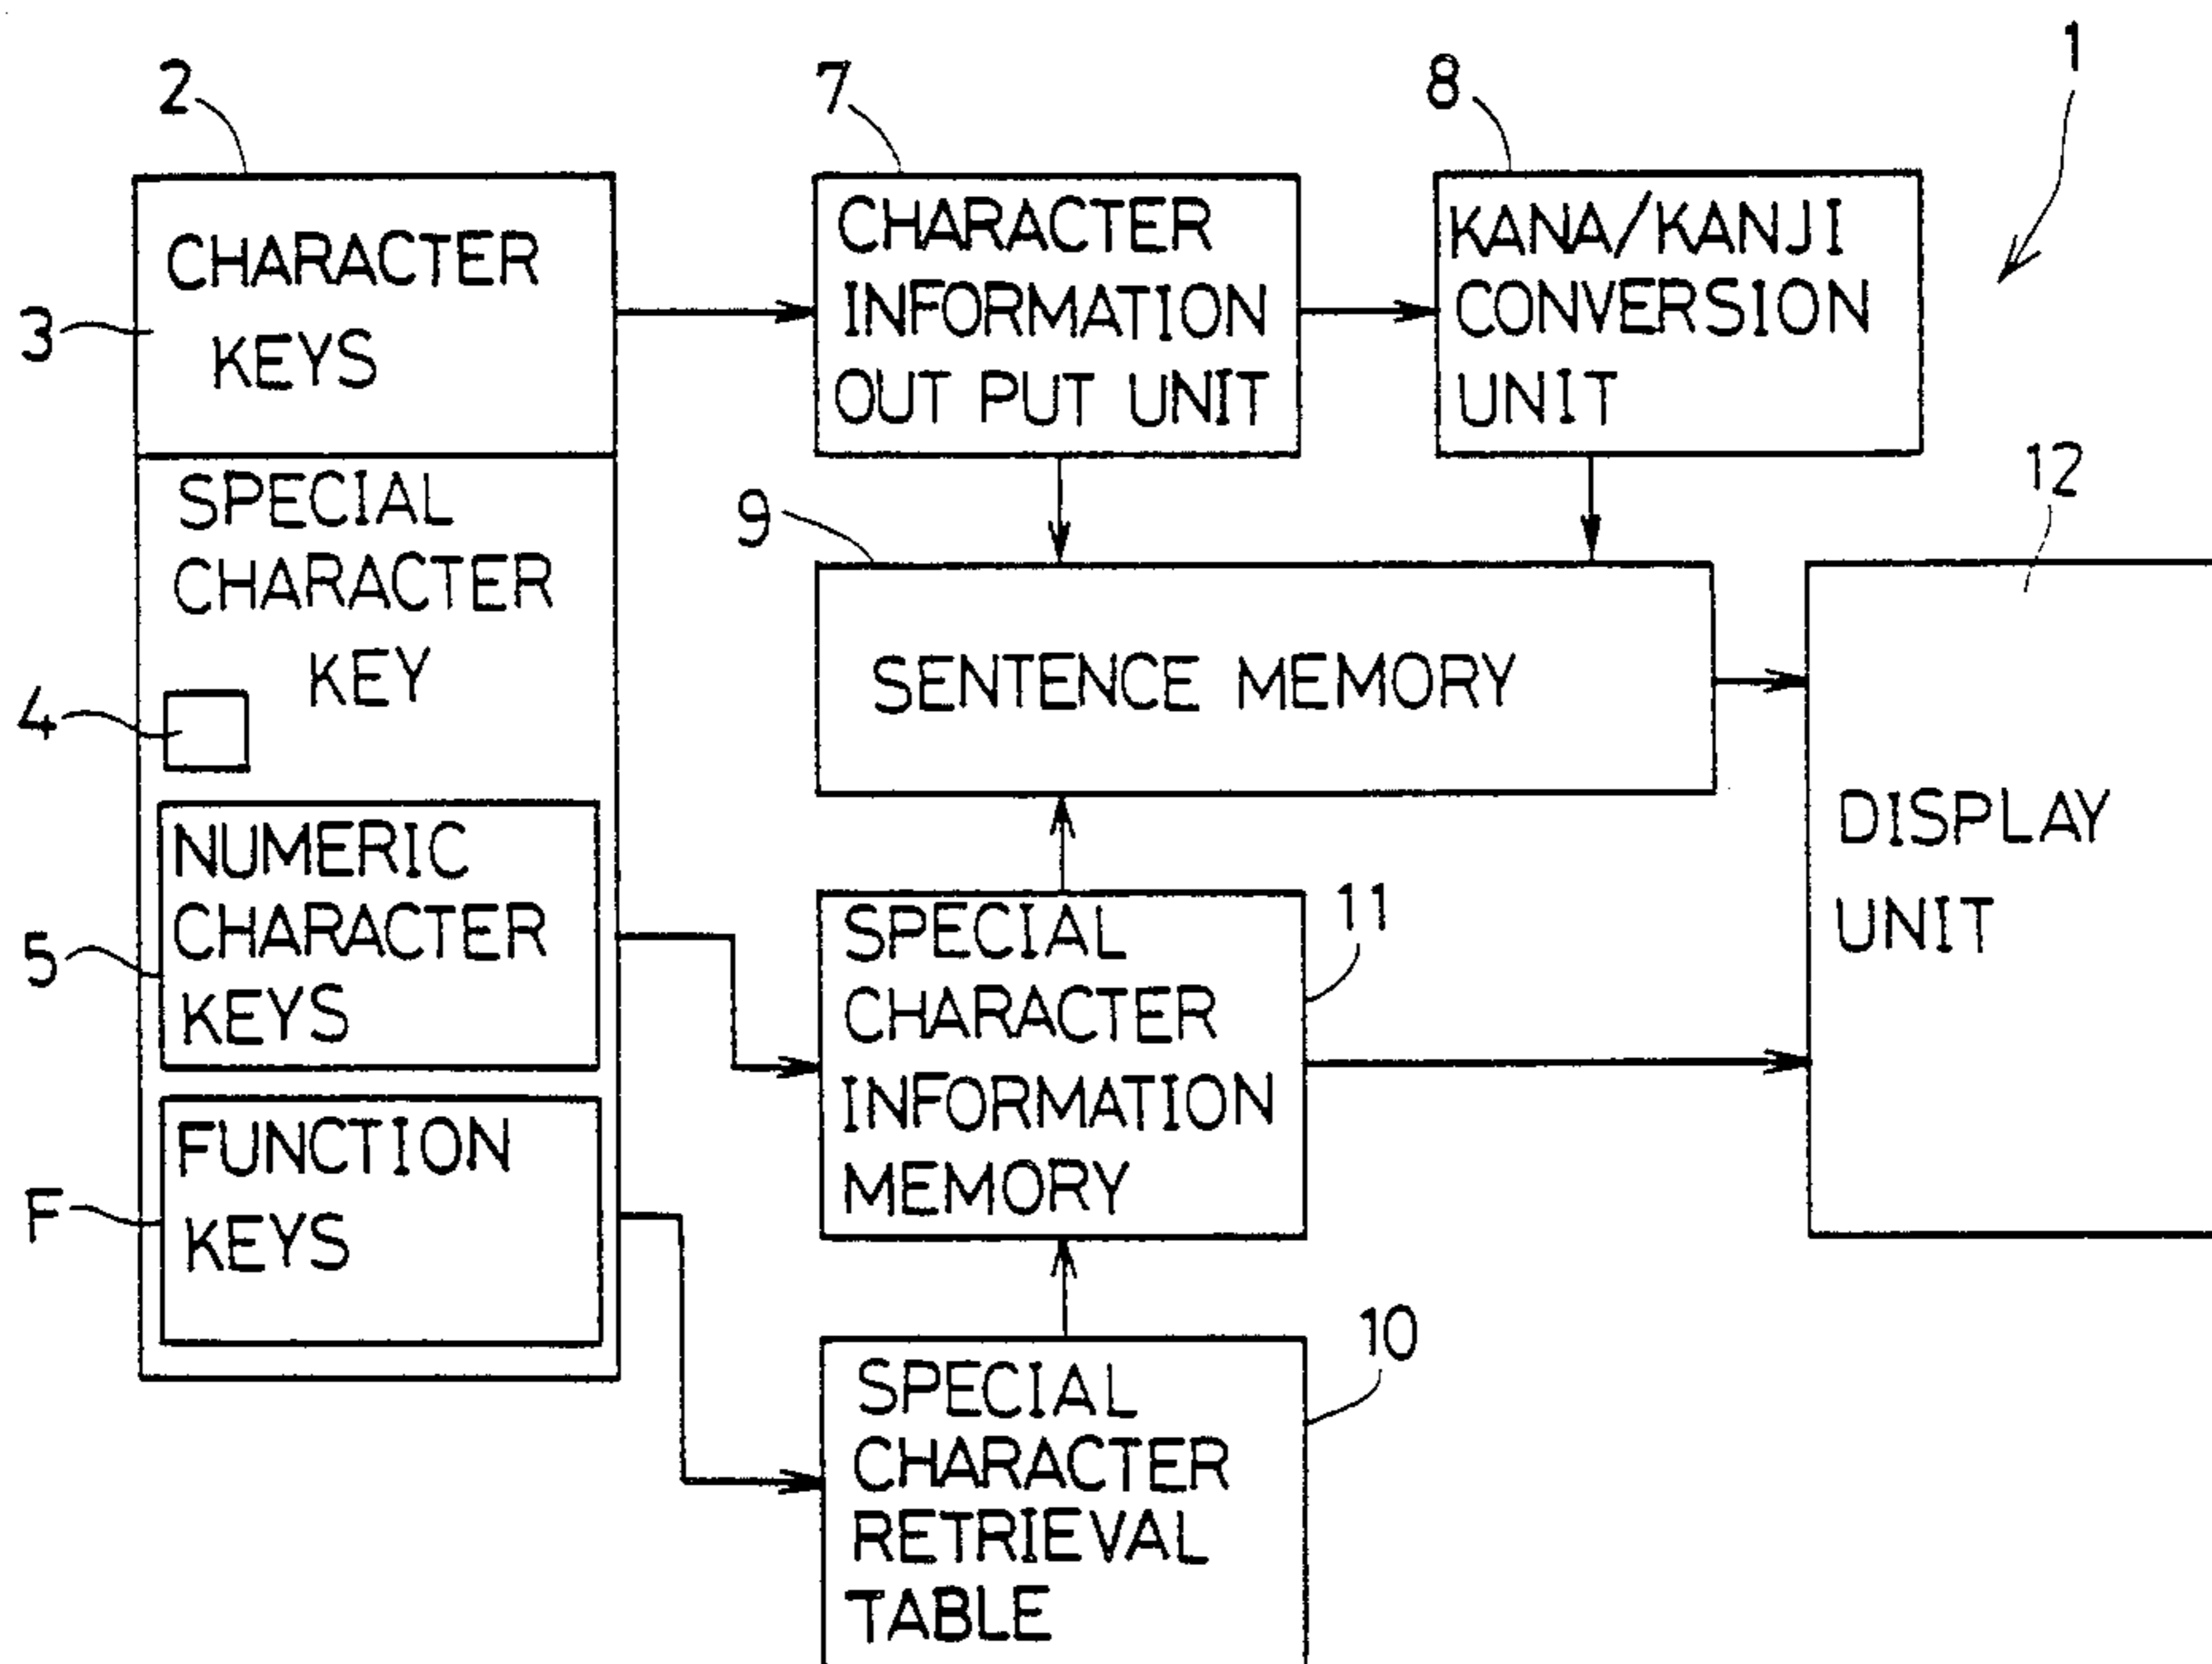 1
2
7
8
CHARACTER
KEYS
3
CHARACTER
INFORMATION
OUT PUT UNIT
KANA/KANJI
CONVERSION
UNIT
SPECIAL
CHARACTER
KEY
4
9
SENTENCE MEMORY
12
DISPLAY
UNIT
NUMERIC
CHARACTER
KEYS
5
SPECIAL
CHARACTER
INFORMATION
MEMORY
11
FUNCTION
KEYS
F
SPECIAL
CHARACTER
RETRIEVAL
TABLE
10